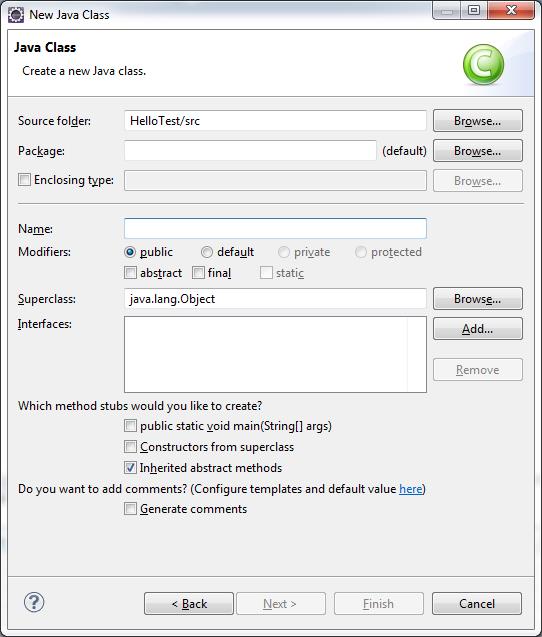 New Java Class
Java Class
Create a new Java class.
C
Source folder: HelloTest/src Browse...
Package: (default) Browse...
Enclosing type: Browse...
Name:
Modifiers: public default private protected
abstract final static
Superclass: java.lang.Object Browse...
Interfaces: Add...
Remove
Which method stubs would you like to create?
public static void main(String[] args)
Constructors from superclass
Inherited abstract methods
Do you want to add comments? (Configure templates and default value here)
Generate comments
? < Back Next > Finish Cancel